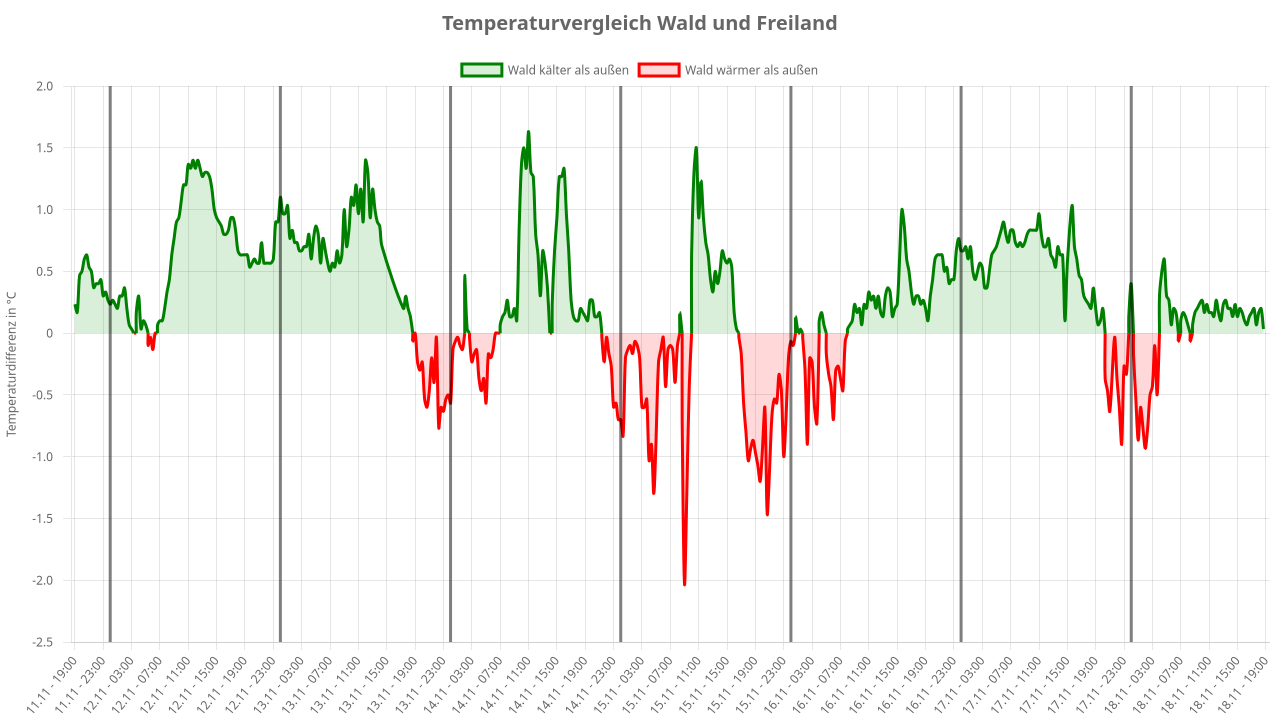 Temperaturvergleich Wald und Freiland
Wald kälter als außen
Wald wärmer als außen
Temperaturdifferenz in °C
2.0
1.5
1.0
0.5
0
-0.5
-1.0
-1.5
-2.0
-2.5
11.11 - 19:00
11.11 - 23:00
12.11 - 03:00
12.11 - 07:00
12.11 - 11:00
12.11 - 15:00
12.11 - 19:00
12.11 - 23:00
13.11 - 03:00
13.11 - 07:00
13.11 - 11:00
13.11 - 15:00
13.11 - 19:00
13.11 - 23:00
14.11 - 03:00
14.11 - 07:00
14.11 - 11:00
14.11 - 15:00
14.11 - 19:00
14.11 - 23:00
15.11 - 03:00
15.11 - 07:00
15.11 - 11:00
15.11 - 15:00
15.11 - 19:00
15.11 - 23:00
16.11 - 03:00
16.11 - 07:00
16.11 - 11:00
16.11 - 15:00
16.11 - 19:00
16.11 - 23:00
17.11 - 03:00
17.11 - 07:00
17.11 - 11:00
17.11 - 15:00
17.11 - 19:00
17.11 - 23:00
18.11 - 03:00
18.11 - 07:00
18.11 - 11:00
18.11 - 15:00
18.11 - 19:00